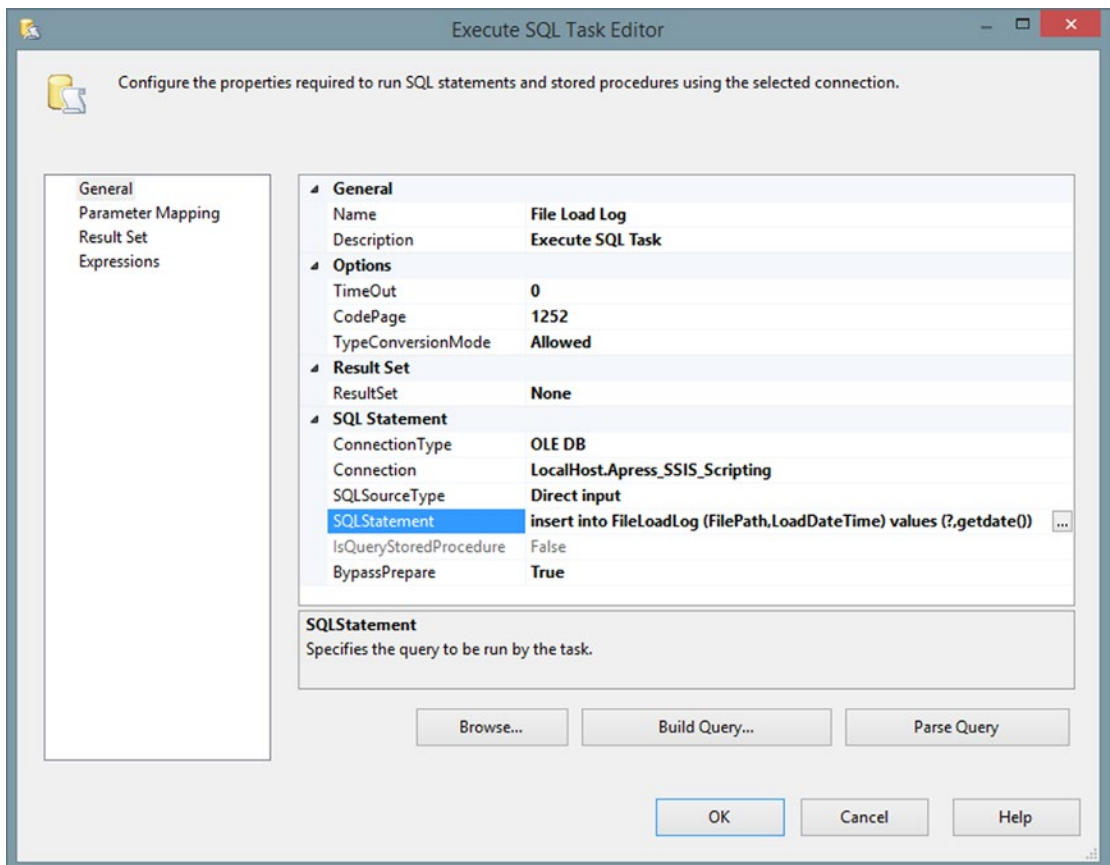 Execute SQL Task Editor
Configure the properties required to run SQL statements and stored procedures using the selected connection.
General
Parameter Mapping
Result Set
Expressions
General
Name File Load Log
Description Execute SQL Task
Options
TimeOut 0
CodePage 1252
TypeConversionMode Allowed
Result Set
ResultSet None
SQL Statement
ConnectionType OLE DB
Connection LocalHost.Apress_SSIS_Scripting
SQLSourceType Direct input
SQLStatement insert into FileLoadLog (FilePath,LoadDateTime) values (?,getdate()) ...
IsQueryStoredProcedure False
BypassPrepare True
SQLStatement
Specifies the query to be run by the task.
Browse... Build Query... Parse Query
OK Cancel Help